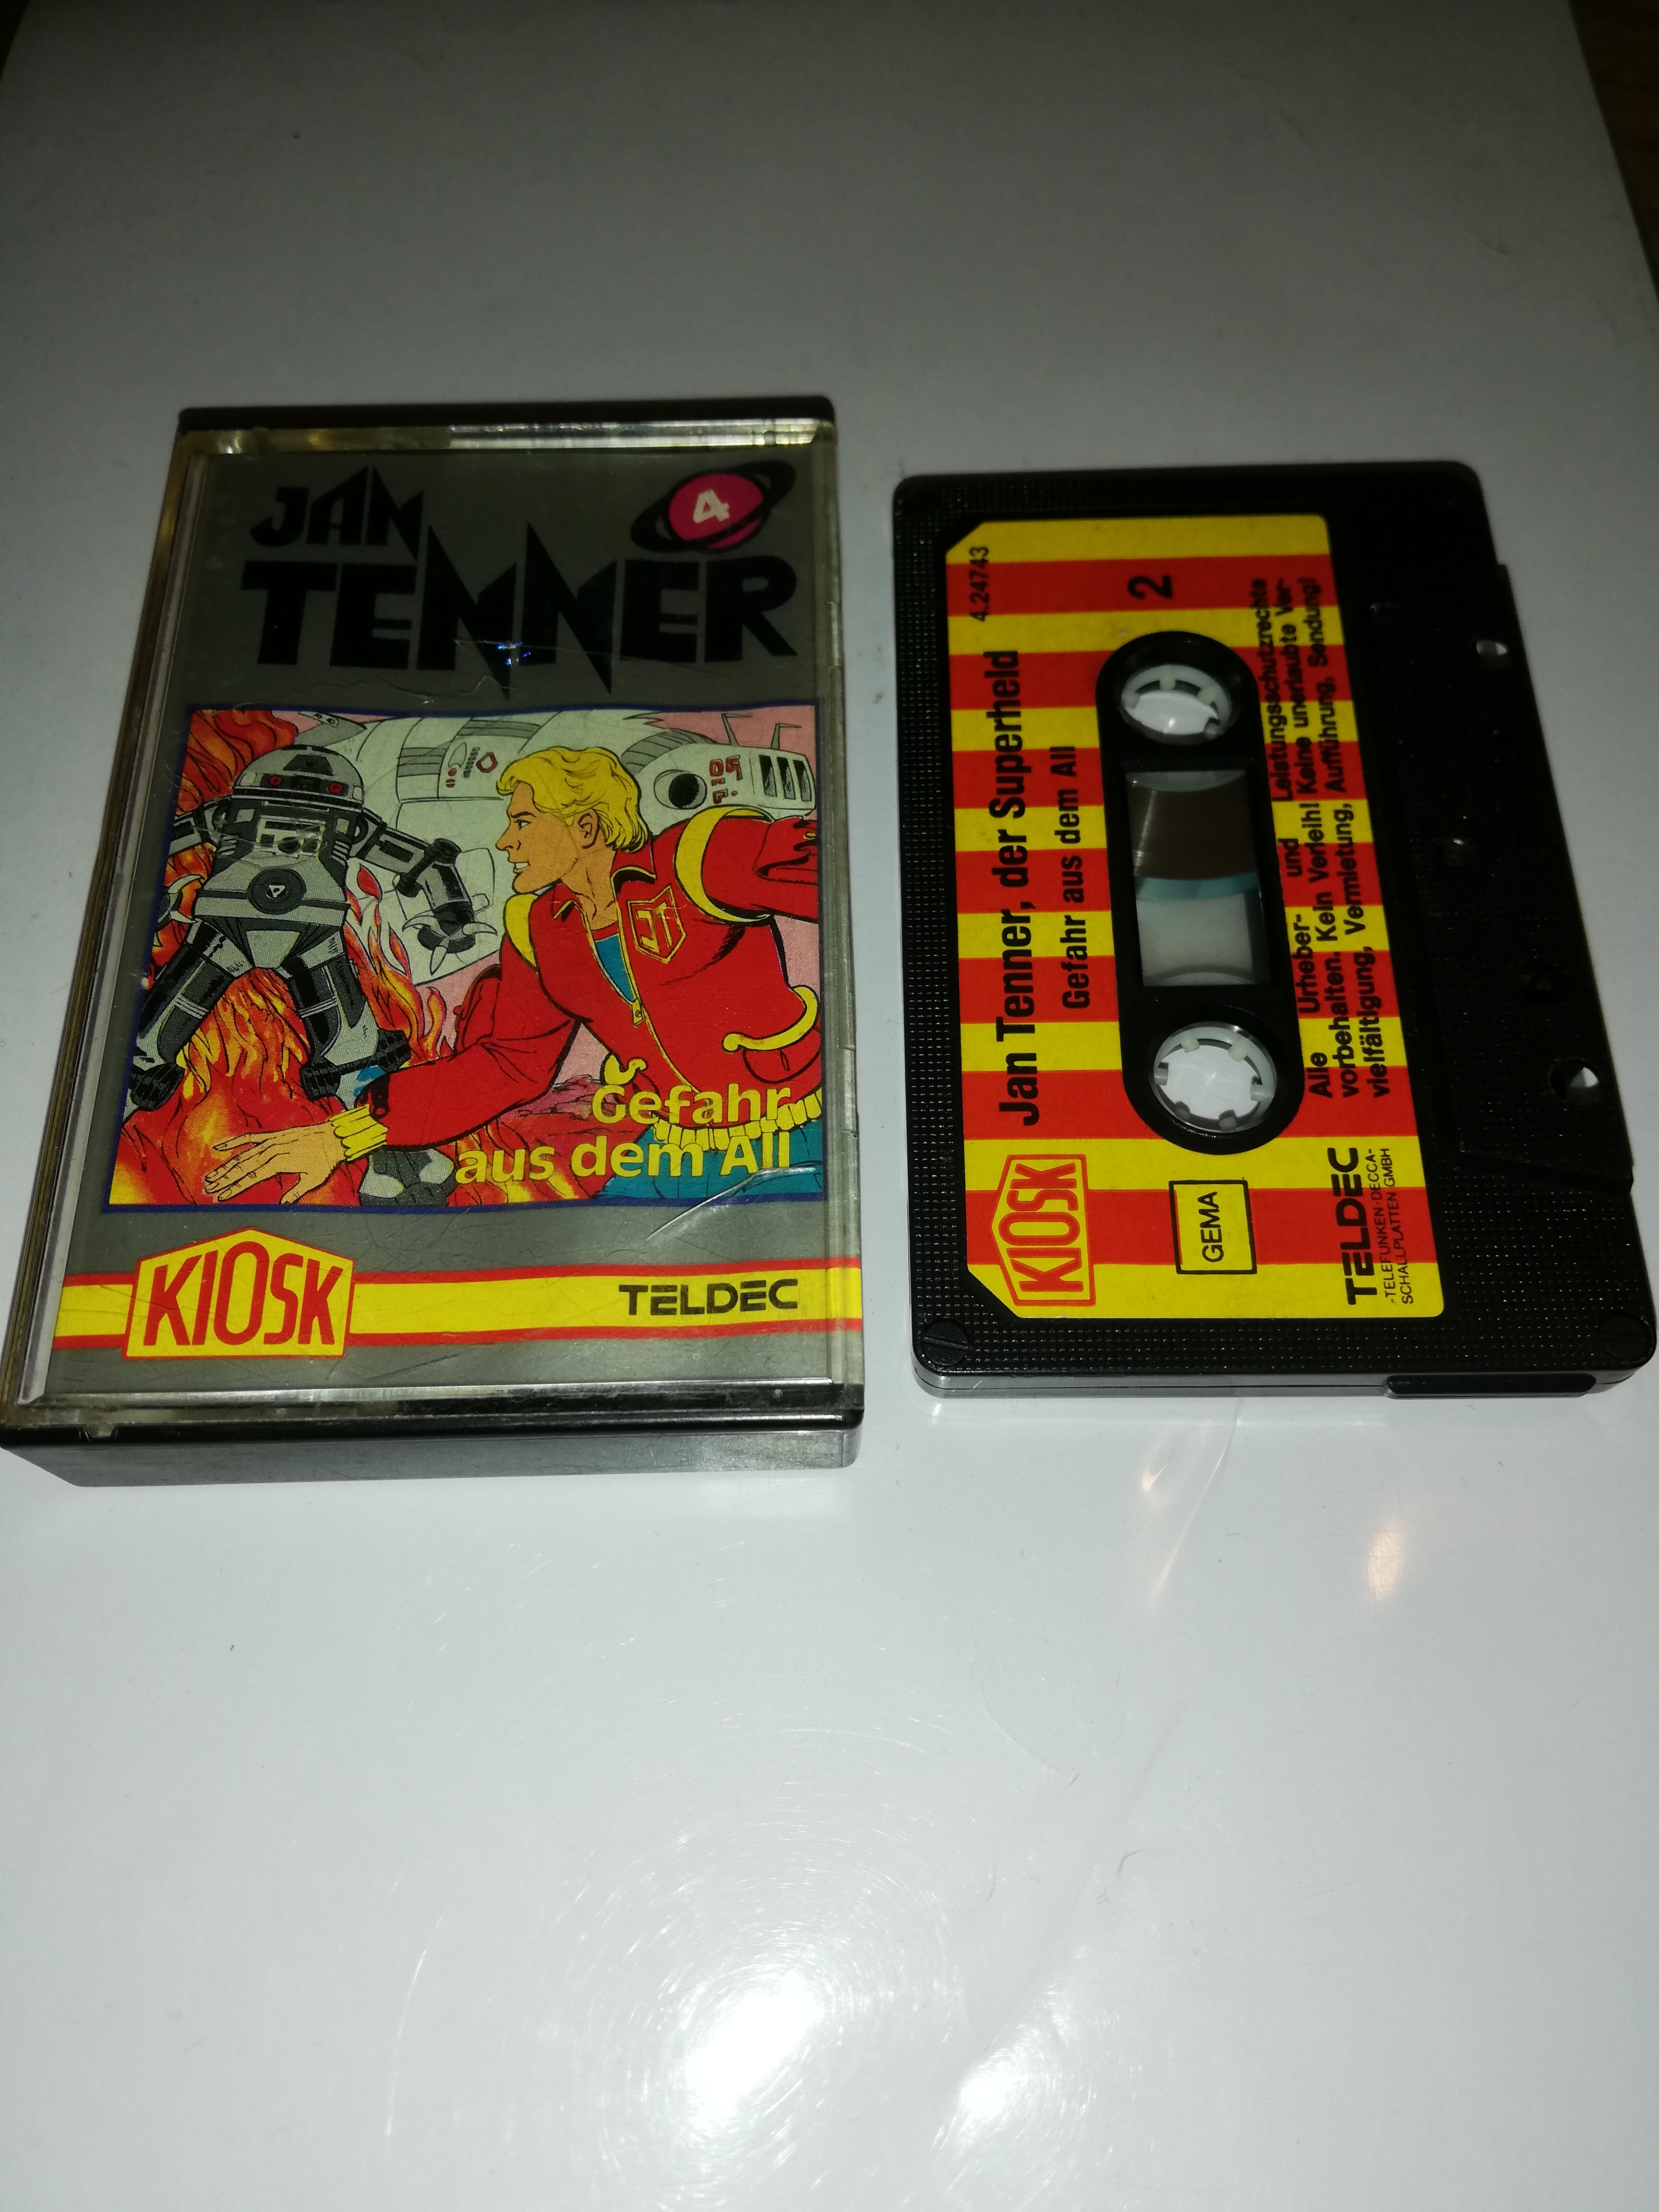 JAN
TENNER
4
JT
Gefahr
aus dem All
KIOSK
TELDEC
4.24743
2
Jan Tenner, der Superheld
Gefahr aus dem All
KIOSK
GEMA
Alle Urheber- und Leistungsschutzrechte
vorbehalten. Kein Verleih! Keine unerlaubte Ver-
vielfältigung, Vermietung, Aufführung, Sendung!
TELDEC
»TELEFUNKEN-DECCA«
SCHALLPLATTEN GMBH